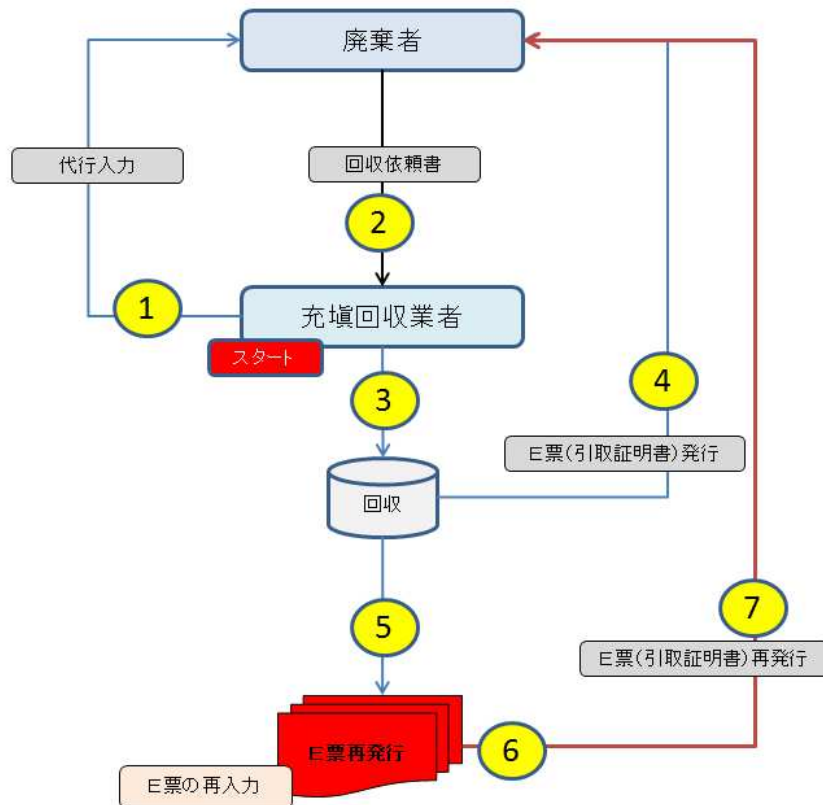 廃棄者
代行入力
回収依頼書
2
1
充塡回収業者
スタート
3
4
E票(引取証明書)発行
回収
5
7
E票(引取証明書)再発行
E票再発行
6
E票の再入力